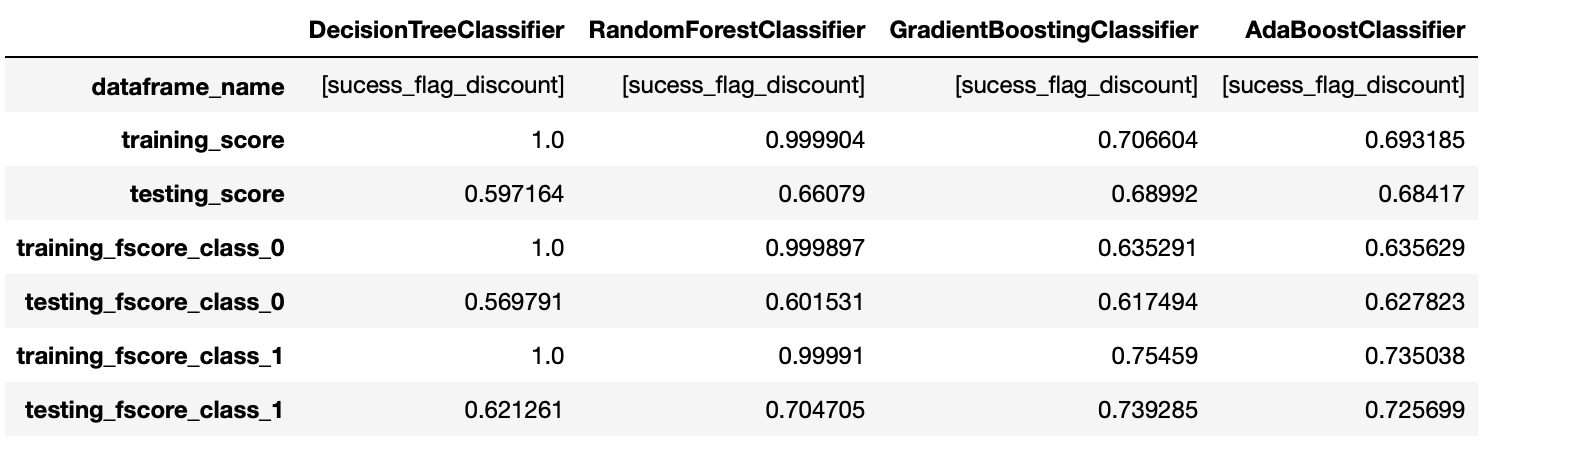 DecisionTreeClassifier RandomForestClassifier GradientBoostingClassifier AdaBoostClassifier
dataframe_name [sucess_flag_discount] [sucess_flag_discount] [sucess_flag_discount] [sucess_flag_discount]
training_score 1.0 0.999904 0.706604 0.693185
testing_score 0.597164 0.66079 0.68992 0.68417
training_fscore_class_0 1.0 0.999897 0.635291 0.635629
testing_fscore_class_0 0.569791 0.601531 0.617494 0.627823
training_fscore_class_1 1.0 0.99991 0.75459 0.735038
testing_fscore_class_1 0.621261 0.704705 0.739285 0.725699